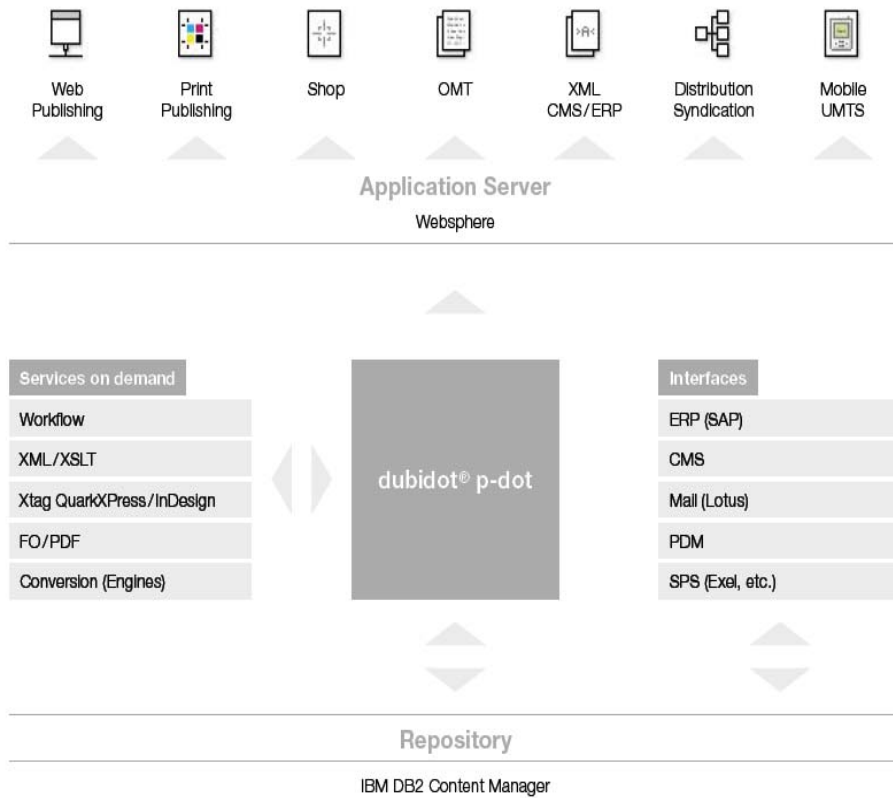 Web
Publishing
Print
Publishing
Shop
OMT
XML
CMS/ERP
Distribution
Syndication
Mobile
UMTS
Application Server
Websphere
Services on demand
Workflow
XML/XSLT
Xtag QuarkXPress/InDesign
FO/PDF
Conversion (Engines)
dubidot® p-dot
Interfaces
ERP (SAP)
CMS
Mail (Lotus)
PDM
SPS (Exel, etc.)
Repository
IBM DB2 Content Manager